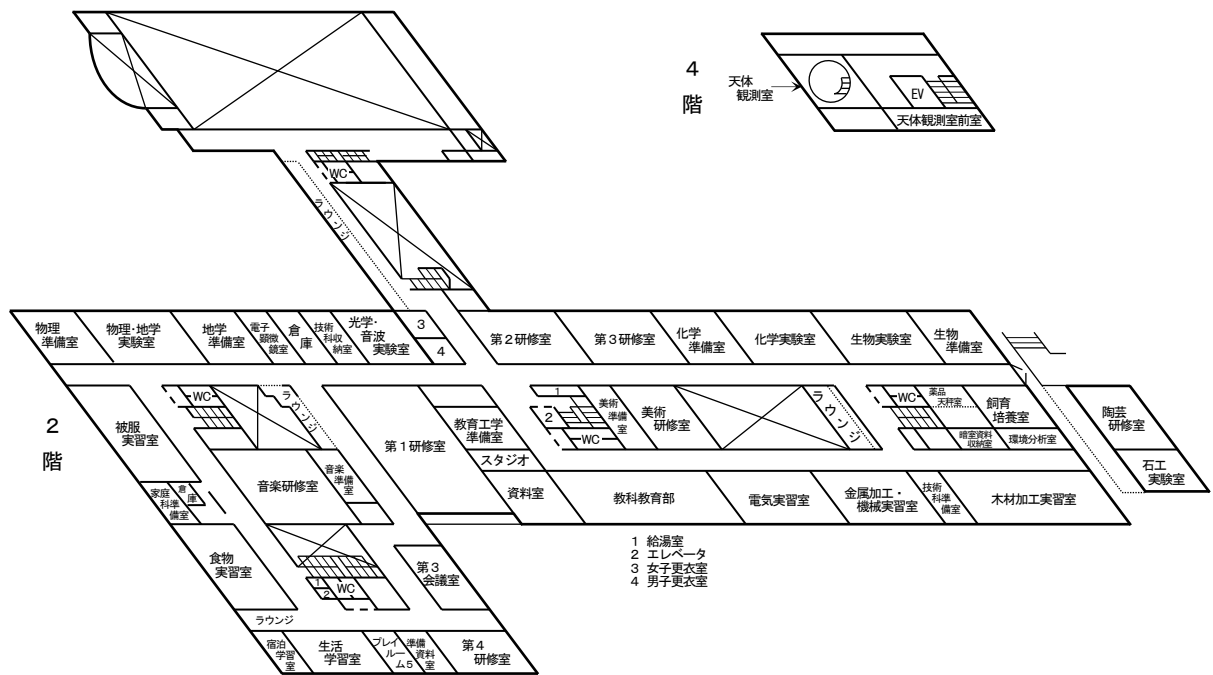 4
階
天体
観測室
EV
天体観測室前室
WC
ラウンジ
2
階
物理
準備室
物理・地学
実験室
地学
準備室
電子
顕微
鏡室
倉
庫
技術
科収
納室
光学・
音波
実験室
3
4
第2研修室
第3研修室
化学
準備室
化学実験室
生物実験室
生物
準備室
被服
実習室
WC
ラウンジ
第1研修室
教育工学
準備室
スタジオ
資料室
1
2
WC
美術
準備
室
美術
研修室
ラウンジ
WC
薬品
天秤室
飼育
培養室
暗室資料
収納室
環境分析室
陶芸
研修室
石工
実験室
家庭
科準
備室
倉
庫
音楽研修室
音楽
準備
室
教科教育部
電気実習室
金属加工・
機械実習室
技術
科準
備室
木材加工実習室
食物
実習室
1
2
WC
第3
会議室
ラウンジ
宿泊
学習
室
生活
学習室
プレイ
ルー
ム5
準備
資料
室
第4
研修室
1 給湯室
2 エレベータ
3 女子更衣室
4 男子更衣室